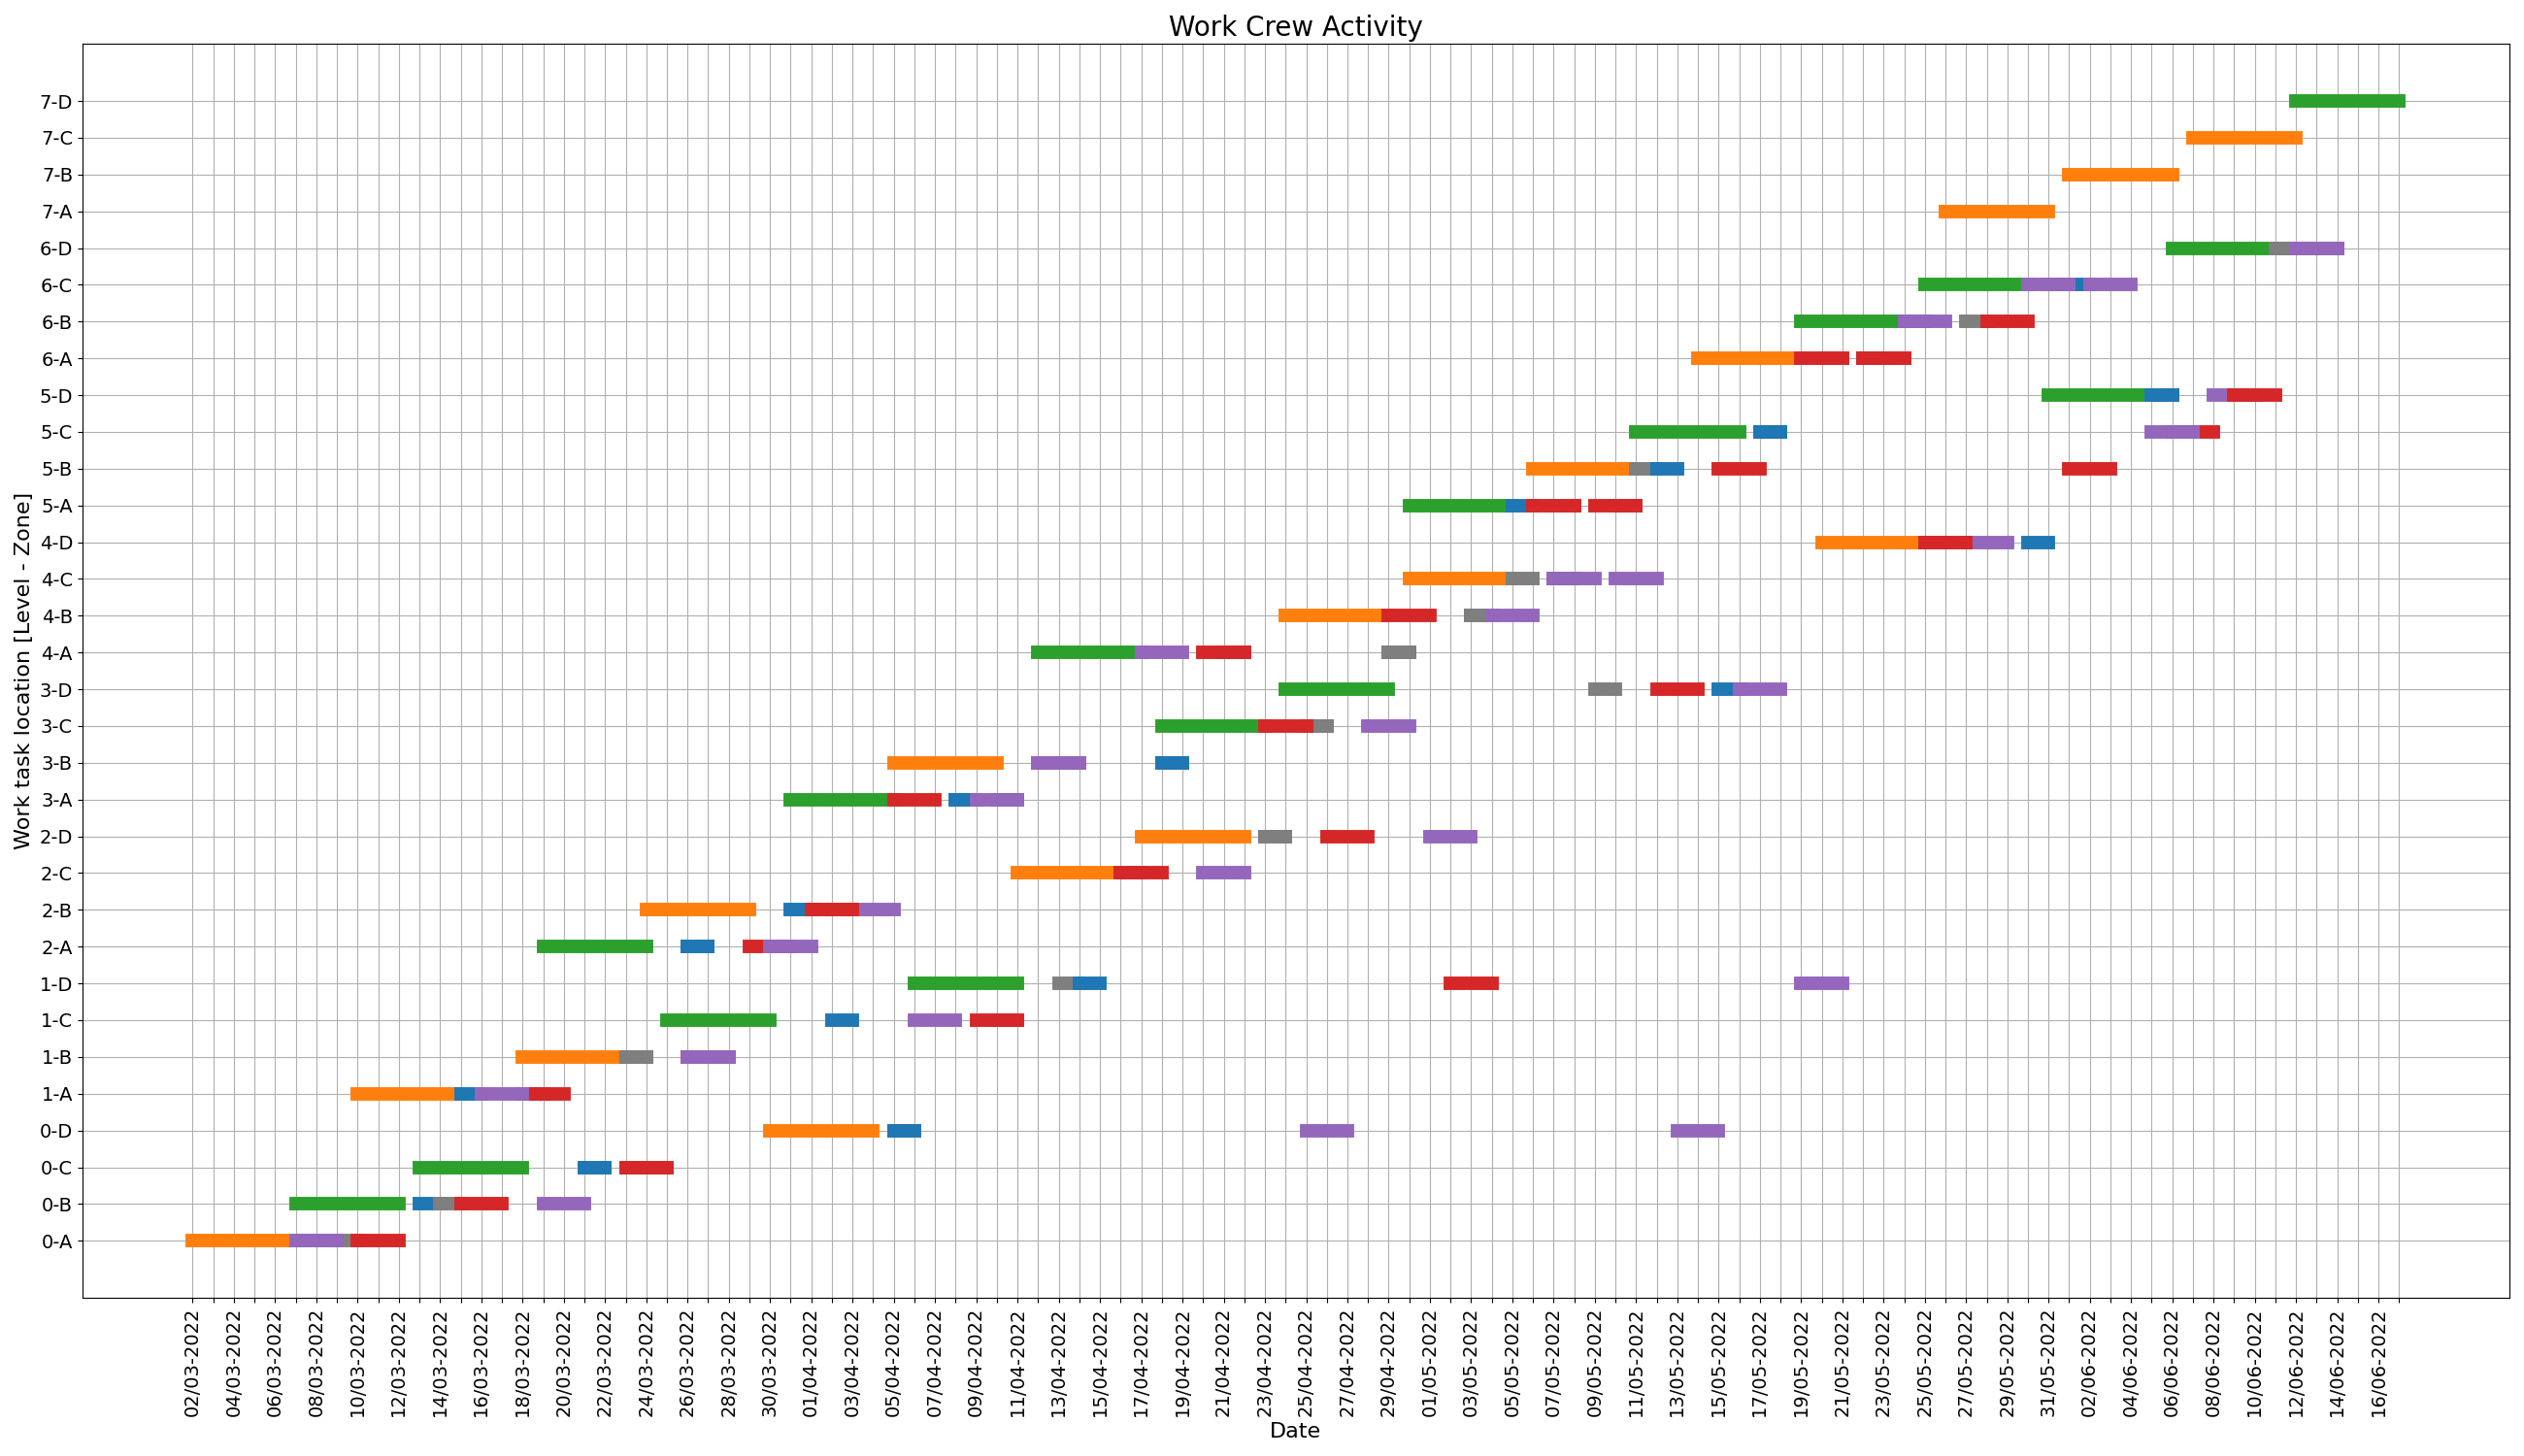 Work Crew Activity
Work task location [Level - Zone]
7-D
7-C
7-B
7-A
6-D
6-C
6-B
6-A
5-D
5-C
5-B
5-A
4-D
4-C
4-B
4-A
3-D
3-C
3-B
3-A
2-D
2-C
2-B
2-A
1-D
1-C
1-B
1-A
0-D
0-C
0-B
0-A
02/03-2022
04/03-2022
06/03-2022
08/03-2022
10/03-2022
12/03-2022
14/03-2022
16/03-2022
18/03-2022
20/03-2022
22/03-2022
24/03-2022
26/03-2022
28/03-2022
30/03-2022
01/04-2022
03/04-2022
05/04-2022
07/04-2022
09/04-2022
11/04-2022
13/04-2022
15/04-2022
17/04-2022
19/04-2022
21/04-2022
23/04-2022
25/04-2022
27/04-2022
29/04-2022
01/05-2022
03/05-2022
05/05-2022
07/05-2022
09/05-2022
11/05-2022
13/05-2022
15/05-2022
17/05-2022
19/05-2022
21/05-2022
23/05-2022
25/05-2022
27/05-2022
29/05-2022
31/05-2022
02/06-2022
04/06-2022
06/06-2022
08/06-2022
10/06-2022
12/06-2022
14/06-2022
16/06-2022
Date